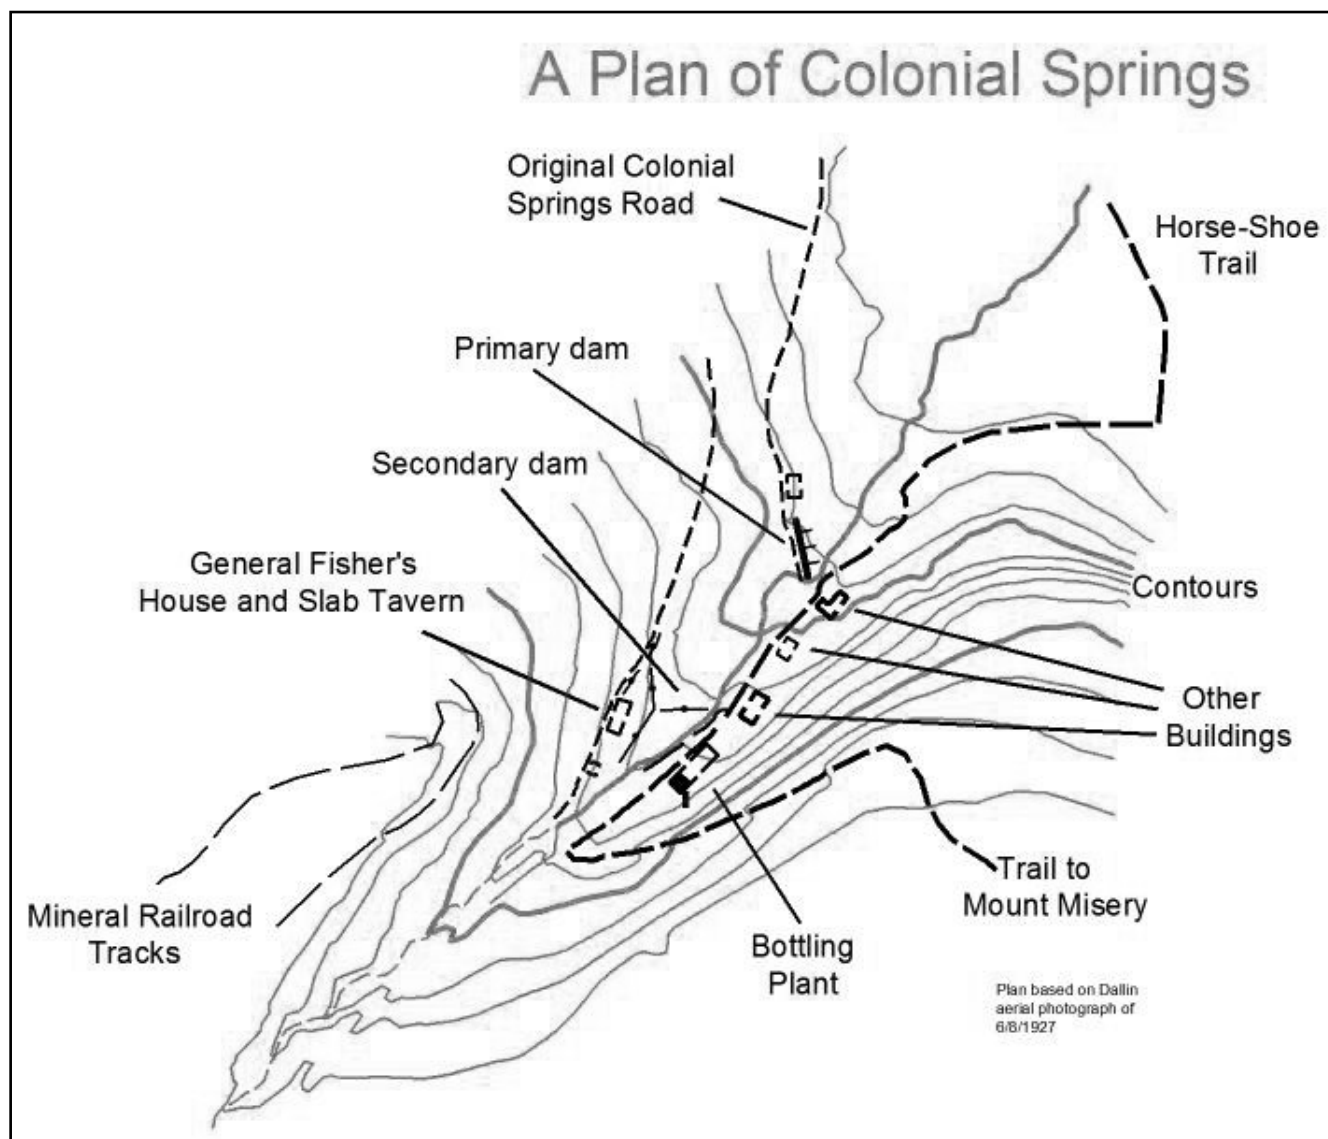 A Plan of Colonial Springs
Original Colonial
Springs Road
Horse-Shoe
Trail
Primary dam
Secondary dam
General Fisher's
House and Slab Tavern
Contours
Other
Buildings
Trail to
Mount Misery
Mineral Railroad
Tracks
Bottling
Plant
Plan based on Dallin
aerial photograph of
6/8/1927